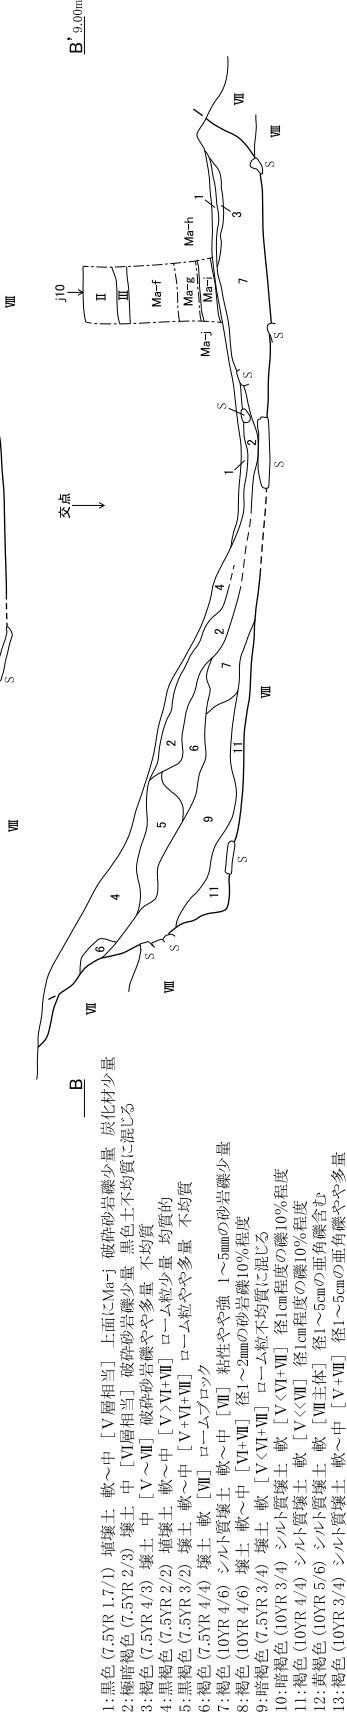 B
B’ 9.00m
j10
Ⅱ
Ⅲ
Ma-f
Ma-g
Ma-h
Ma-i
Ma-j
交点
1
3
7
Ⅶ
Ⅷ
S
S
S
S
S
1
2
4
2
7
2
6
11
5
9
4
11
6
S
S
S
Ⅶ
Ⅷ
Ⅷ
Ⅷ
Ⅷ
S
1:黒色 (7.5YR 1.7/1) 埴壌土 軟～中 ［Ⅴ層相当］ 上面にMa-j 破砕砂岩礫少量 炭化材少量
2:極暗褐色 (7.5YR 2/3) 壌土 中 ［Ⅵ層相当］ 破砕砂岩礫少量 黒色土不均質に混じる
3:褐色 (7.5YR 4/3) 壌土 中 ［Ⅴ～Ⅶ］ 破砕砂岩礫やや多量 不均質
4:黒褐色 (7.5YR 2/2) 埴壌土 軟～中 ［Ⅴ>Ⅵ+Ⅶ］ ローム粒少量 均質的
5:黒褐色 (7.5YR 3/2) 壌土 軟～中 ［Ⅴ+Ⅵ+Ⅶ］ ローム粒やや多量 不均質
6:褐色 (7.5YR 4/4) 壌土 軟 ［Ⅶ］ ロームブロック
7:褐色 (10YR 4/6) シルト質壌土 軟～中 ［Ⅶ］ 粘性やや強 1～5㎜の砂岩礫少量
8:褐色 (10YR 4/6) 壌土 軟～中 ［Ⅵ+Ⅶ］ 径1～2㎜の砂岩礫10％程度
9:暗褐色 (7.5YR 3/4) 壌土 軟 ［Ⅴ<Ⅵ+Ⅶ］ ローム粒不均質に混じる
10:暗褐色 (10YR 3/4) シルト質壌土 軟 ［Ⅴ<Ⅵ+Ⅶ］ 径1㎝程度の礫10％程度
11:褐色 (10YR 4/4) シルト質壌土 軟 ［Ⅴ<<Ⅶ］ 径1㎝程度の礫10％程度
12:黄褐色 (10YR 5/6) シルト質壌土 軟 ［Ⅶ主体］ 径1～5㎝の亜角礫含む
13:褐色 (10YR 3/4) シルト質壌土 軟～中 ［Ⅴ+Ⅶ］ 径1～5㎝の亜角礫やや多量